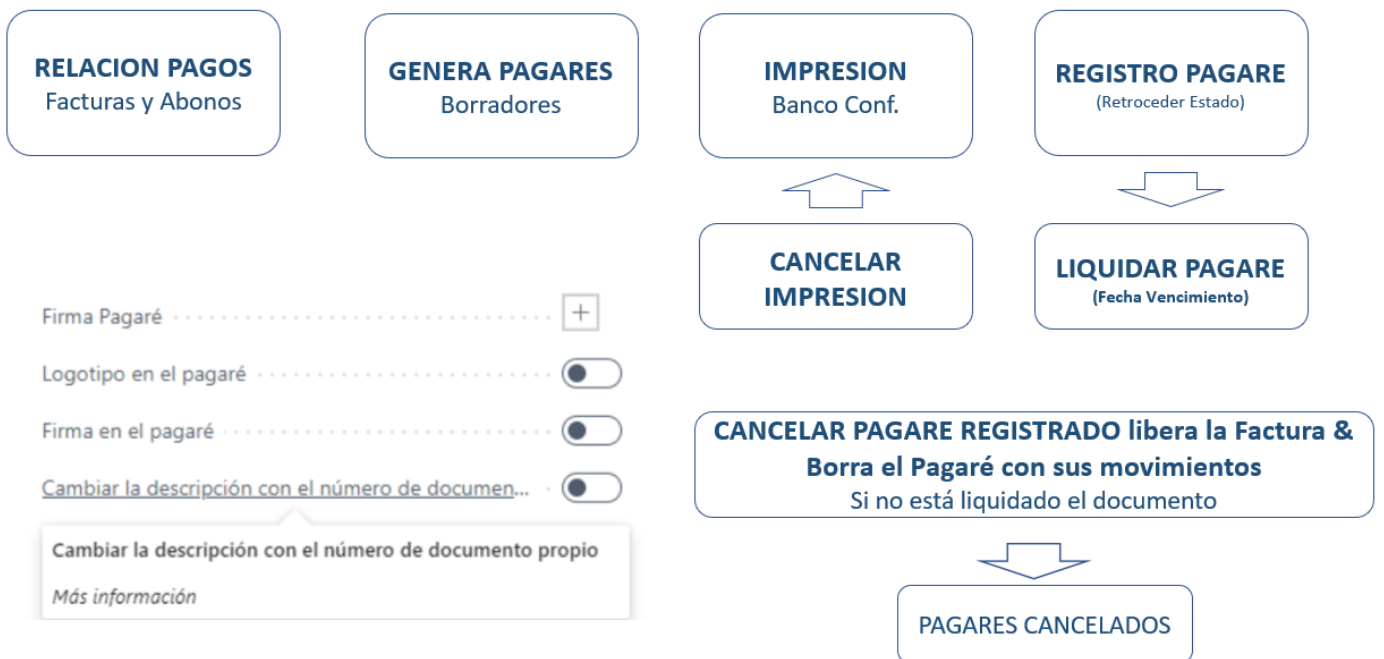 RELACION PAGOS
Facturas y Abonos
GENERA PAGARES
Borradores
IMPRESION
Banco Conf.
REGISTRO PAGARE
(Retroceder Estado)
CANCELAR
IMPRESION
LIQUIDAR PAGARE
(Fecha Vencimiento)
Firma Pagaré
Logotipo en el pagaré
Firma en el pagaré
Cambiar la descripción con el número de documen...
Cambiar la descripción con el número de documento propio
Más información
CANCELAR PAGARE REGISTRADO libera la Factura &
Borra el Pagaré con sus movimientos
Si no está liquidado el documento
PAGARES CANCELADOS